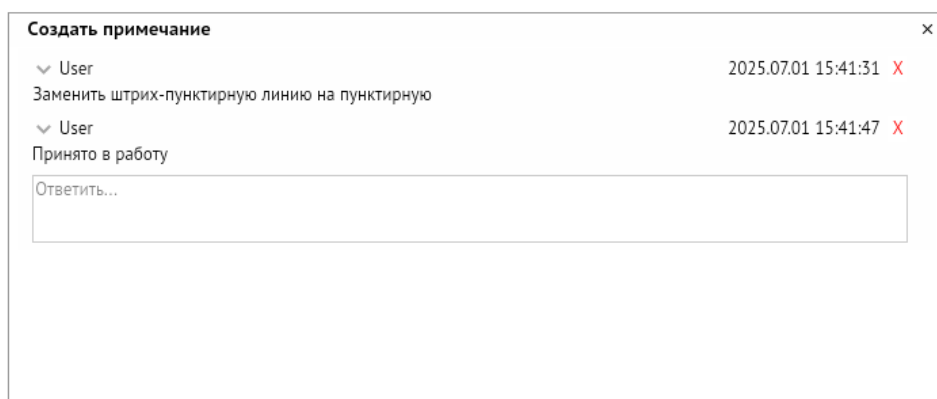 Создать примечание ×
User 2025.07.01 15:41:31 X
Заменить штрих-пунктирную линию на пунктирную
User 2025.07.01 15:41:47 X
Принято в работу
Ответить...